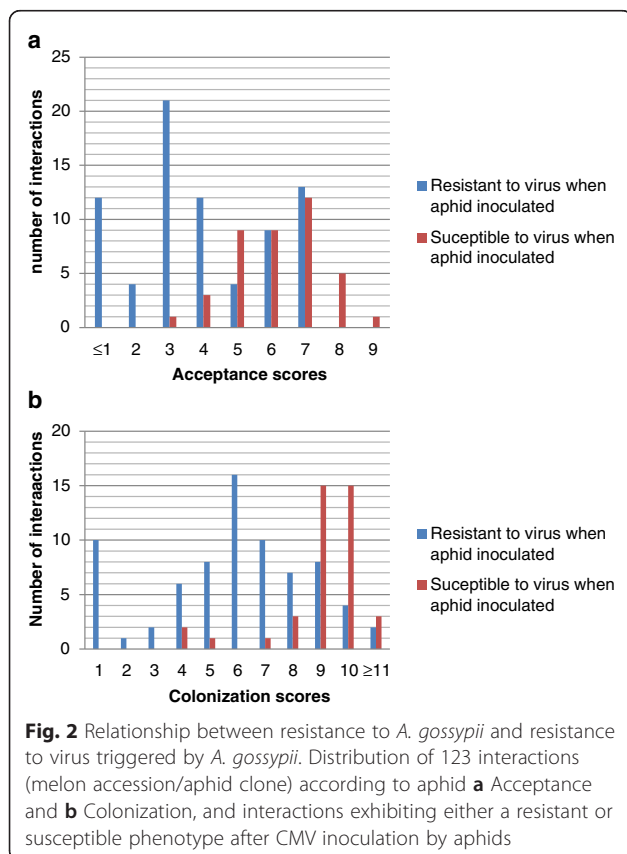 a
25
20
15
10
5
0
number of interactions
≤1 2 3 4 5 6 7 8 9
Acceptance scores
Resistant to virus when
aphid inoculated
Suceptible to virus when
aphid inoculated
b
20
15
10
5
0
Number of interaactions
1 2 3 4 5 6 7 8 9 10 ≥11
Colonization scores
Resistant to virus when
aphid inoculated
Suceptible to virus when
aphid inoculated
Fig. 2 Relationship between resistance to A. gossypii and resistance
to virus triggered by A. gossypii. Distribution of 123 interactions
(melon accession/aphid clone) according to aphid a Acceptance
and b Colonization, and interactions exhibiting either a resistant or
susceptible phenotype after CMV inoculation by aphids